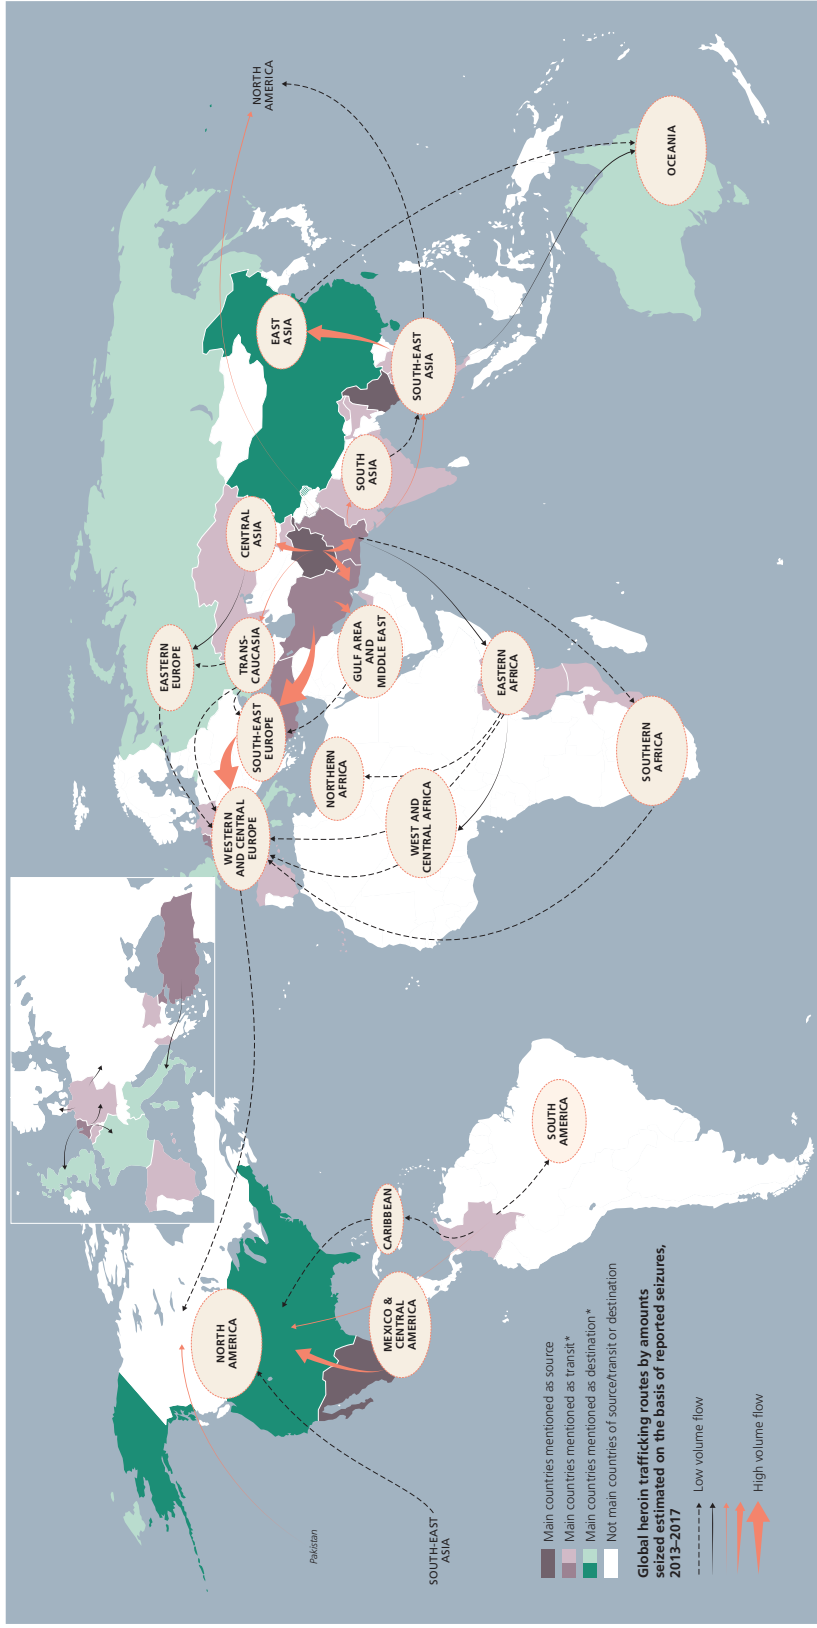 NORTH
AMERICA
MEXICO &
CENTRAL
AMERICA
CARIBBEAN
SOUTH
AMERICA
Pakistan
SOUTH-EAST
ASIA
WESTERN
AND CENTRAL
EUROPE
SOUTH-EAST
EUROPE
EASTERN
EUROPE
TRANS-
CAUCASIA
CENTRAL
ASIA
GULF AREA
AND
MIDDLE EAST
NORTHERN
AFRICA
WEST AND
CENTRAL AFRICA
EASTERN
AFRICA
SOUTHERN
AFRICA
SOUTH
ASIA
EAST
ASIA
SOUTH-EAST
ASIA
NORTH
AMERICA
OCEANIA
Main countries mentioned as source
Main countries mentioned as transit*
Main countries mentioned as destination*
Not main countries of source/transit or destination
Global heroin trafficking routes by amounts
seized estimated on the basis of reported seizures,
2013–2017
Low volume flow
High volume flow